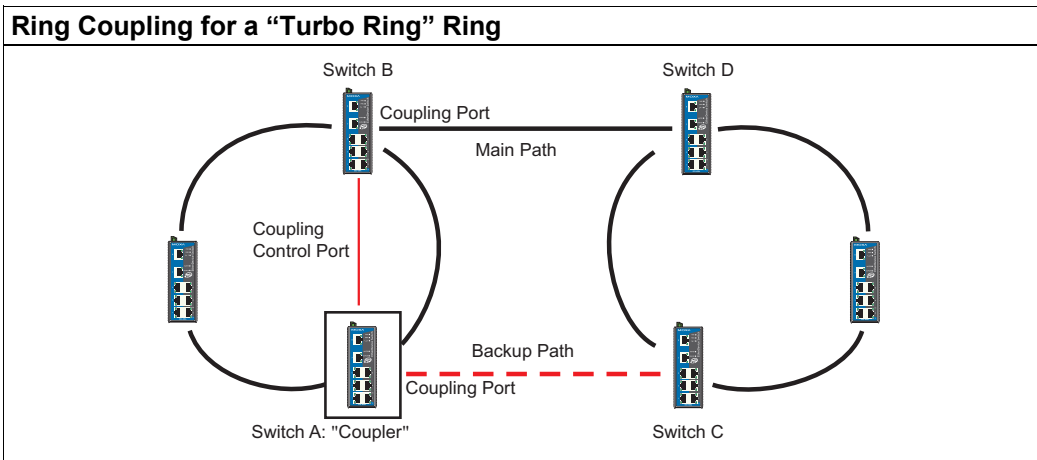 Ring Coupling for a “Turbo Ring” Ring
Switch B
Switch D
Coupling Port
Main Path
Coupling
Control Port
Backup Path
Coupling Port
Switch A: "Coupler"
Switch C